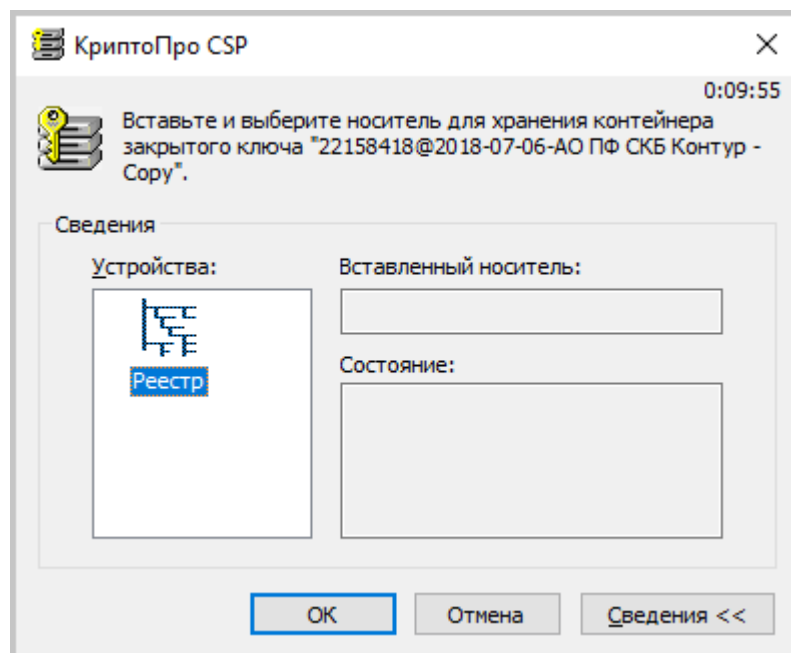 КриптоПро CSP
0:09:55
Вставьте и выберите носитель для хранения контейнера
закрытого ключа "22158418@2018-07-06-АО ПФ СКБ Контур -
Copy".
Сведения
Устройства:
Вставленный носитель:
Реестр
Состояние:
ОК
Отмена
Сведения <<